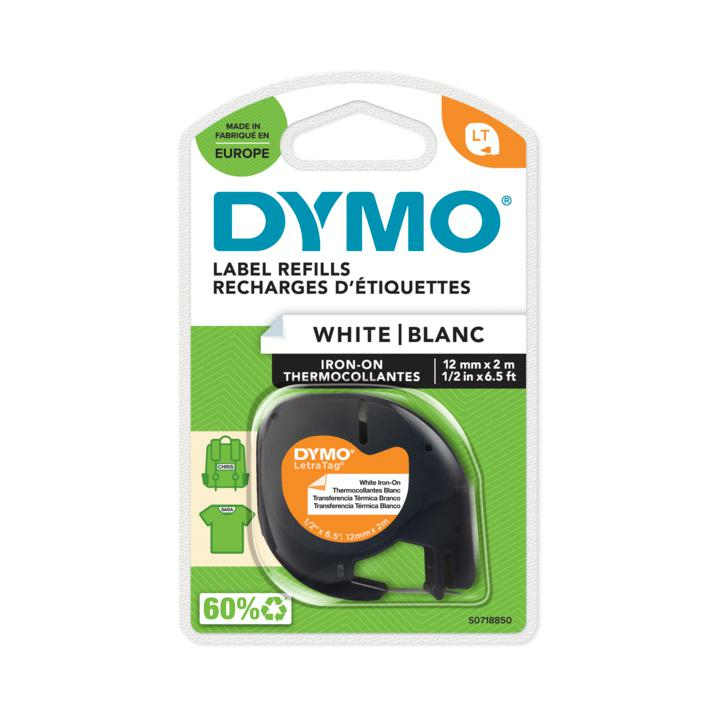 MADE IN
FABRIQUÉ EN
EUROPE
LT
DYMO®
LABEL REFILLS
RECHARGES D'ÉTIQUETTES
WHITE | BLANC
IRON-ON
THERMOCOLLANTES
12 mm x 2 m
1/2 in x 6.5 ft
DYMO®
LetraTag®
White Iron-On
Thermocollantes Blanc
Transferencia Térmica Branco
Transferencia Térmica Blanco
1/2" x 6.5' | 12mm x 2m
CHRIS
SARA
60%
S0718850